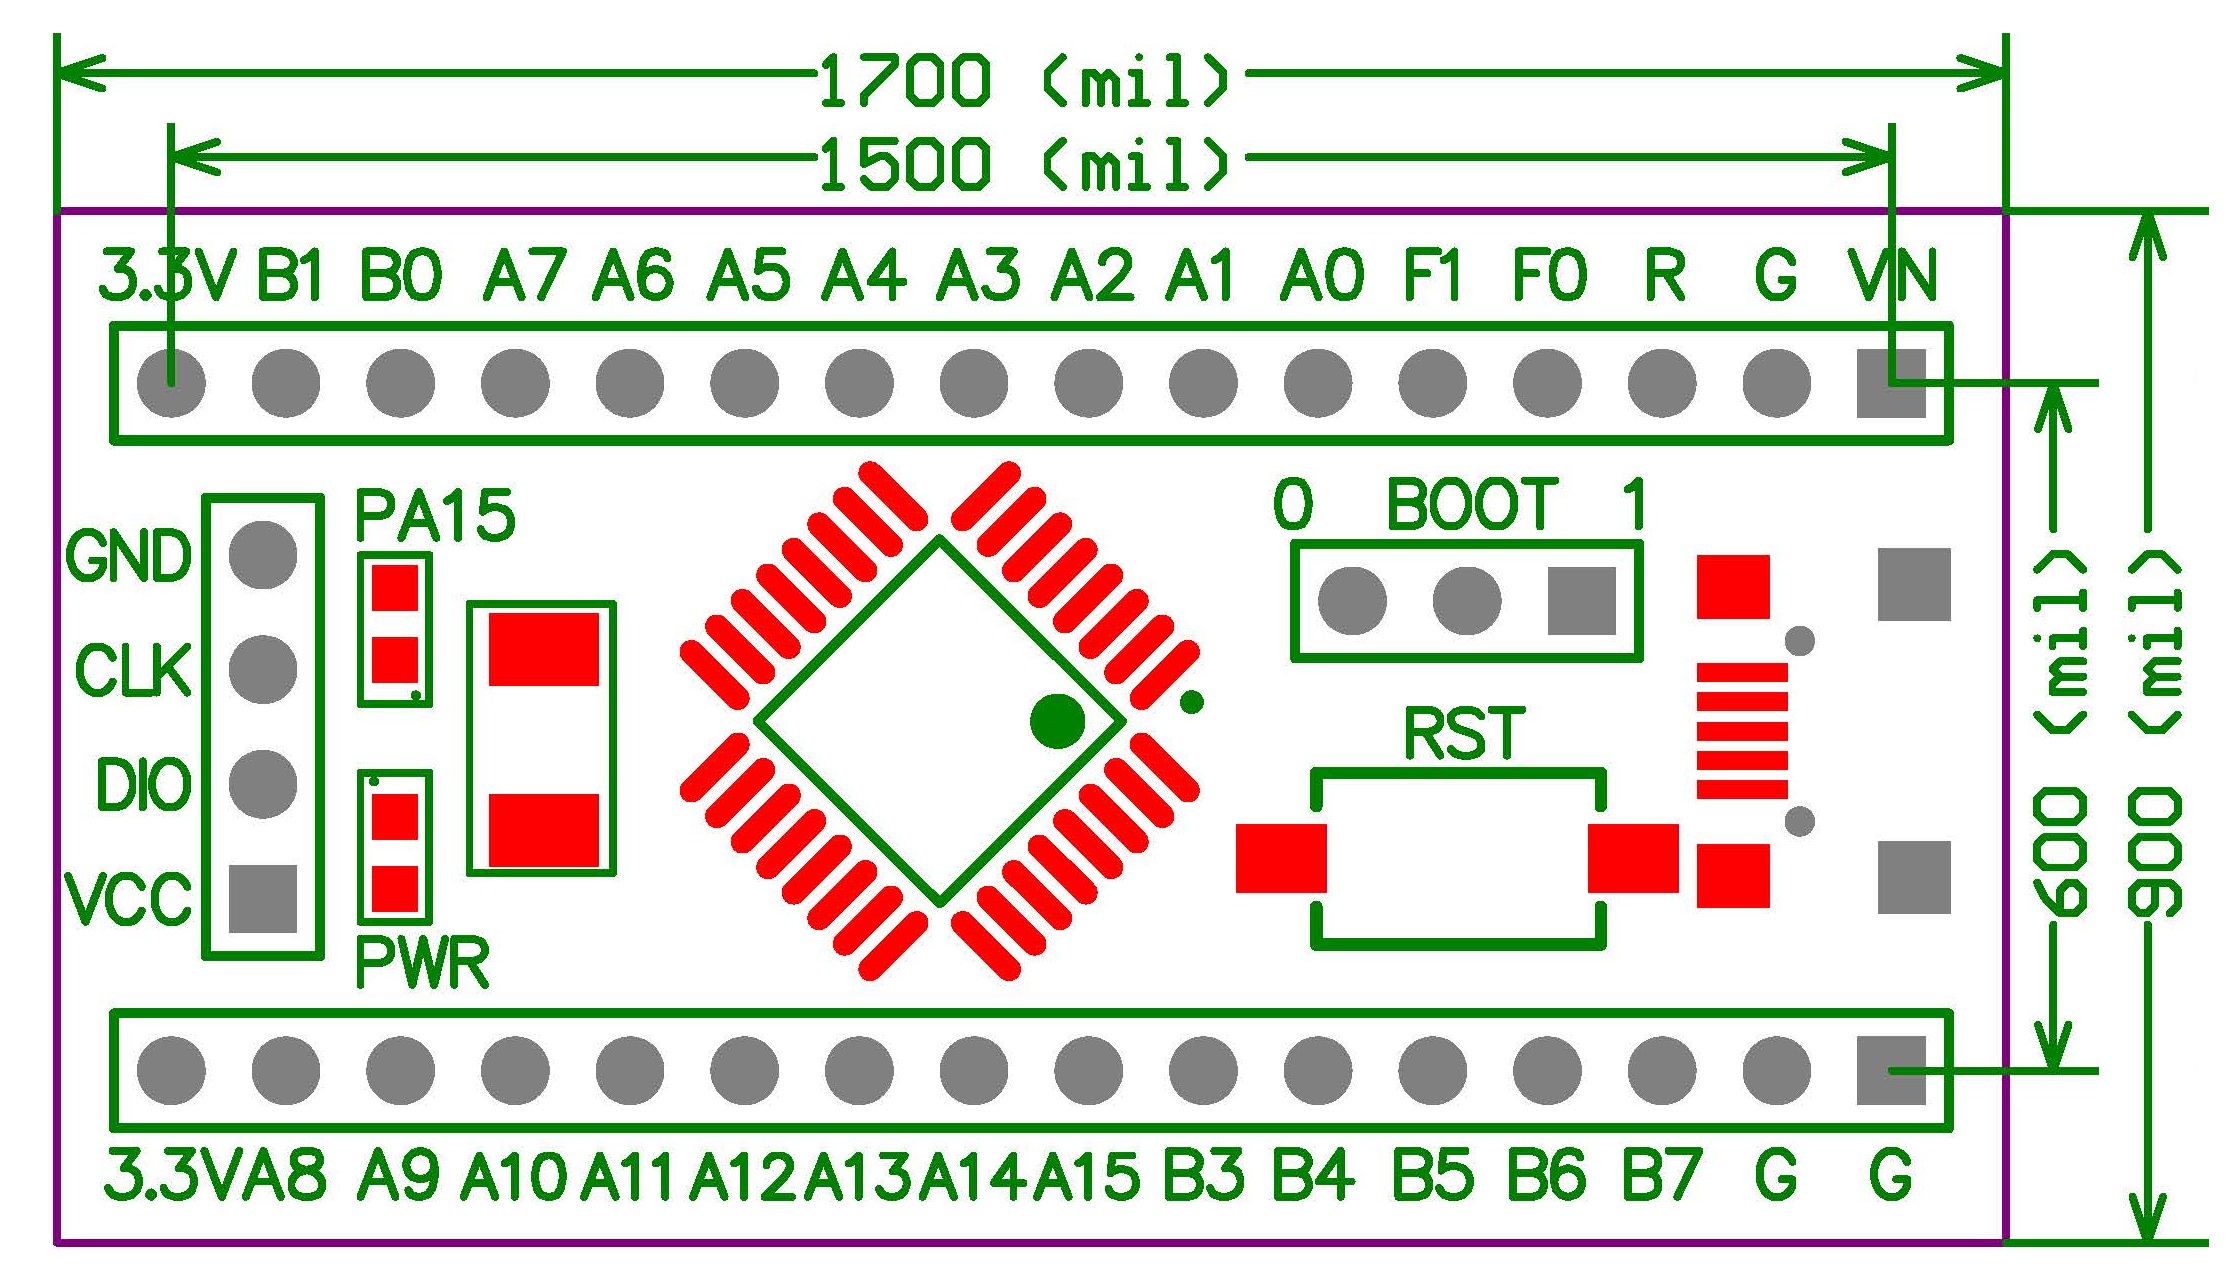 1700 (mil)
1500 (mil)
3.3V B1 B0 A7 A6 A5 A4 A3 A2 A1 A0 F1 F0 R G VN
PA15
0 BOOT 1
GND
CLK
DIO
VCC
RST
PWR
600 (mil)
900 (mil)
3.3V A8 A9 A10 A11 A12 A13 A14 A15 B3 B4 B5 B6 B7 G G